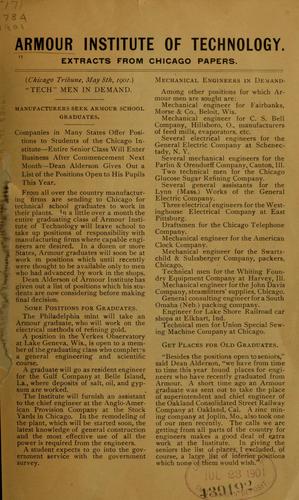 ARMOUR INSTITUTE OF TECHNOLOGY.
EXTRACTS FROM CHICAGO PAPERS.
(Chicago Tribune, May 8th, 1901.)
"TECH" MEN IN DEMAND.
MANUFACTURERS SEEK ARMOUR SCHOOL
GRADUATES.
Companies in Many States Offer Posi-
tions to Students of the Chicago In-
stitute—Entire Senior Class Will Enter
Business After Commencement Next
Month—Dean Alderson Gives Out a
List of the Positions Open to His Pupils
This Year.
From all over the country manufactur-
ing firms are sending to Chicago for
technical school graduates to work in
their plants. In a little over a month the
entire graduating class of Armour Insti-
tute of Technology will leave school to
take up positions of responsibility with
manufacturing firms where capable engi-
neers are desired. In a dozen or more
States, Armour graduates will soon be at
work in positions which until recently
were thought to be available only to men
who had advanced by work in the shops.
Dean Alderson of Armour Institute has
given out a list of positions which his stu-
dents are now considering before making
final decision.
SOME POSITIONS FOR GRADUATES.
The Philadelphia mint will take an
Armour graduate, who will work on the
electrical methods of refining gold.
A position in the Yerkes Observatory
at Lake Geneva, Wis., is open to a mem-
ber of the graduating class who completes
a general engineering and scientific
course.
A graduate will go as resident engineer
for the Gulf Company at Belle Island,
La., where deposits of salt, oil, and gyp-
sum are worked.
The Institute will furnish an assistant
to the chief engineer at the Anglo-Ameri-
can Provision Company at the Stock
Yards in Chicago. In the remodeling of
the plant, which will be started soon, the
latest knowledge of general construction
and the most effective use of all the
power is required from the engineers.
A student expects to go into the gov-
ernment service with the government
survey.
MECHANICAL ENGINEERS IN DEMAND.
Among other positions for which Ar-
mour men are sought are:
Mechanical engineer for Fairbanks,
Morse & Co., Beloit, Wis.
Mechanical engineer for C. S. Bell
Company, Hillsboro, O., manufacturers
of feed mills, evaporators, etc.
Several electrical engineers for the
General Electric Company at Schenec-
tady, N. Y.
Several mechanical engineers for the
Parlin & Orendorff Company, Canton, Ill.
Two technical men for the Chicago
Glucose Sugar Refining Company.
Several general assistants for the
Lynn (Mass.) Works of the General
Electric Company.
Three electrical engineers for the West-
inghouse Electrical Company at East
Pittsburg.
Draftsmen for the Chicago Telephone
Company.
Mechanical engineer for the American
Clock Company.
Mechanical engineer for the Swarts-
child & Sulzberger Company, packers,
Chicago.
Technical men for the Whiting Foun-
dry Equipment Company at Harvey, Ill.
Mechanical engineer for the John Davis
Company, steamfitters' supplies, Chicago.
General consulting engineer for a South
Omaha (Neb.) packing company.
Engineer for Lake Shore Railroad car
shops at Elkhart, Ind.
Technical men for Union Special Sew-
ing Machine Company at Chicago.
GET PLACES FOR OLD GRADUATES.
"Besides the positions open to seniors,"
said Dean Alderson, "we have from time
to time this year found places for engi-
neers who have recently graduated from
Armour. A short time ago an Armour
graduate was sent out to take the place
of superintendent and chief engineer of
the Oakland Consolidated Street Railway
Company at Oakland, Cal. A zinc min-
ing company at Joplin, Mo., also took one
of our men recently. The calls we are
getting from all parts of the country for
engineers makes a good deal of extra
work at the Institute. In giving the
seniors the list of places, I excluded, of
course, a large list of inferior positions
which none of them would wish."
JUL 23 1901
439192